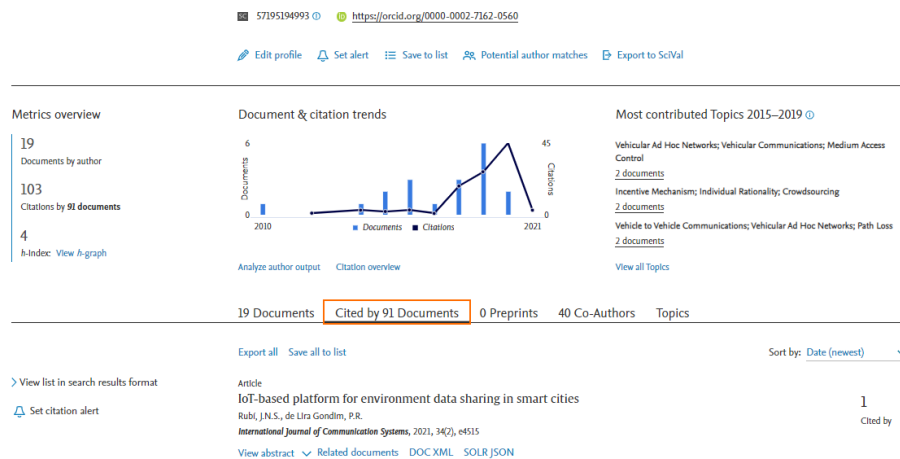 SC 57195194993 https://orcid.org/0000-0002-7162-0560
Edit profile Set alert Save to list Potential author matches Export to SciVal
Metrics overview
19
Documents by author
103
Citations by 91 documents
4
h-Index: View h-graph
Document & citation trends
6 45
Documents
Citations
0 0
2010 Documents Citations 2021
Analyze author output Citation overview
Most contributed Topics 2015–2019
Vehicular Ad Hoc Networks; Vehicular Communications; Medium Access
Control
2 documents
Incentive Mechanism; Individual Rationality; Crowdsourcing
2 documents
Vehicle to Vehicle Communications; Vehicular Ad Hoc Networks; Path Loss
2 documents
View all Topics
19 Documents Cited by 91 Documents 0 Preprints 40 Co-Authors Topics
Export all Save all to list Sort by: Date (newest)
View list in search results format
Set citation alert
Article
IoT-based platform for environment data sharing in smart cities
Rubí, J.N.S., de Lira Gondim, P.R.
International Journal of Communication Systems, 2021, 34(2), e4515
View abstract Related documents DOC XML SOLR JSON
1
Cited by